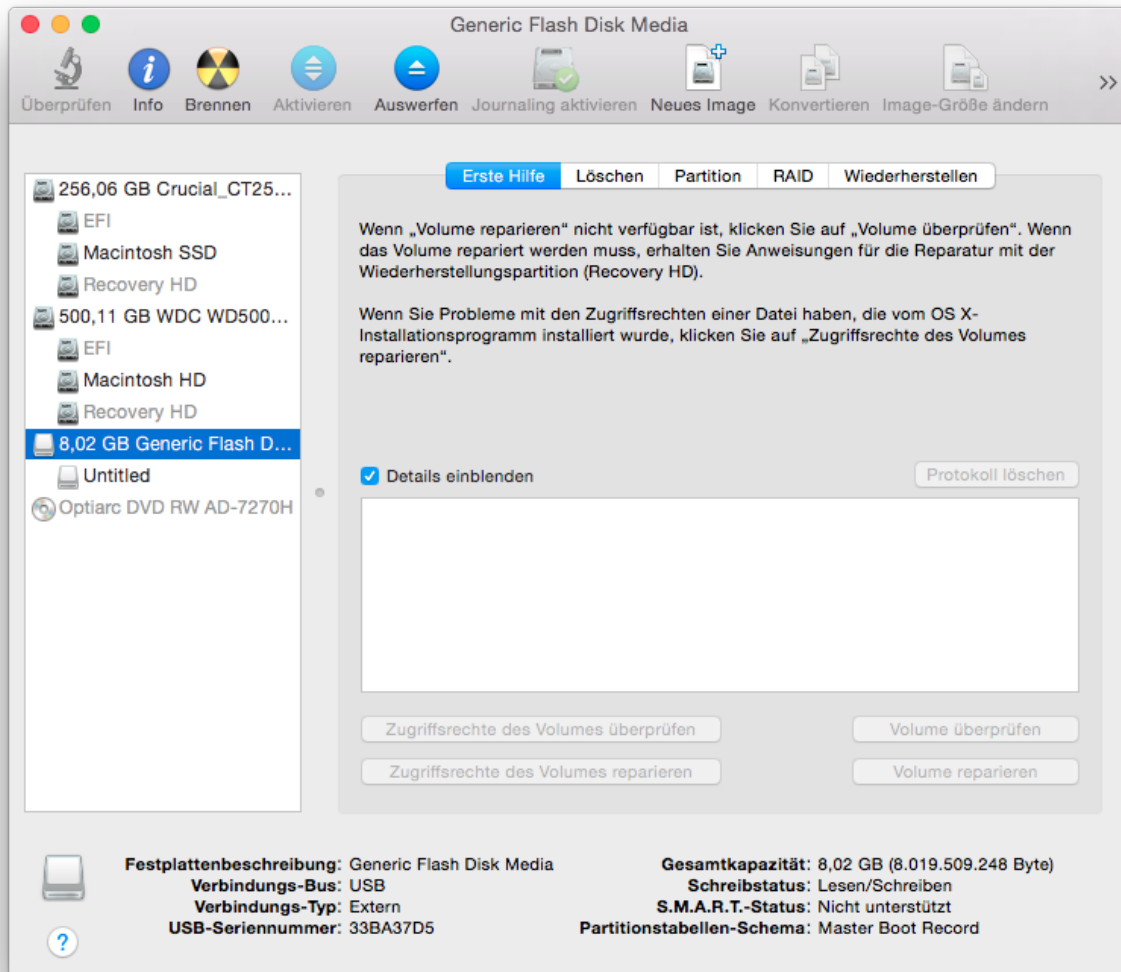 Generic Flash Disk Media
Überprüfen Info Brennen Aktivieren Auswerfen Journaling aktivieren Neues Image Konvertieren Image-Größe ändern »
256,06 GB Crucial_CT25...
EFI
Macintosh SSD
Recovery HD
500,11 GB WDC WD500...
EFI
Macintosh HD
Recovery HD
8,02 GB Generic Flash D...
Untitled
Optiarc DVD RW AD-7270H
Erste Hilfe Löschen Partition RAID Wiederherstellen
Wenn „Volume reparieren“ nicht verfügbar ist, klicken Sie auf „Volume überprüfen“. Wenn
das Volume repariert werden muss, erhalten Sie Anweisungen für die Reparatur mit der
Wiederherstellungspartition (Recovery HD).
Wenn Sie Probleme mit den Zugriffsrechten einer Datei haben, die vom OS X-
Installationsprogramm installiert wurde, klicken Sie auf „Zugriffsrechte des Volumes
reparieren“.
Details einblenden Protokoll löschen
Zugriffsrechte des Volumes überprüfen Volume überprüfen
Zugriffsrechte des Volumes reparieren Volume reparieren
Festplattenbeschreibung: Generic Flash Disk Media
Verbindungs-Bus: USB
Verbindungs-Typ: Extern
USB-Seriennummer: 33BA37D5
Gesamtkapazität: 8,02 GB (8.019.509.248 Byte)
Schreibstatus: Lesen/Schreiben
S.M.A.R.T.-Status: Nicht unterstützt
Partitionstabellen-Schema: Master Boot Record
?